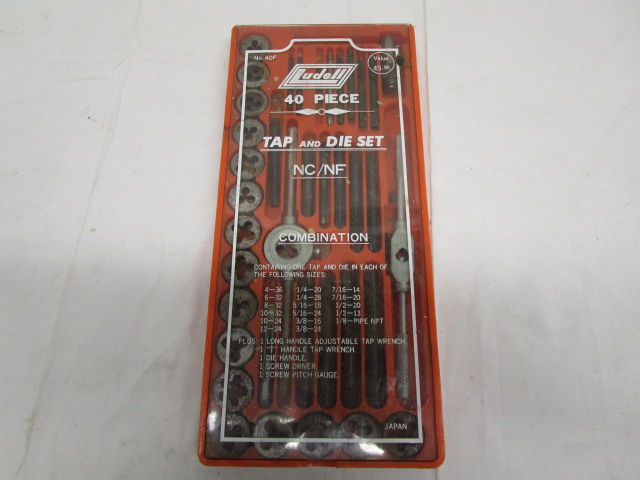 No. 40F
Ludell
Value
49.95
40 PIECE
TAP AND DIE SET
NC/NF
COMBINATION
CONTAINING:ONE TAP AND DIE IN EACH OF
THE FOLLOWING SIZES:
4—36 1/4—20 7/16—14
6—32 1/4—28 7/16—20
8—32 5/16—18 1/2—20
10—32 5/16—24 1/2—13
10—24 3/8—16 1/8—PIPE NPT
12—24 3/8—24
PLUS: 1 LONG HANDLE ADJUSTABLE TAP WRENCH.
1 "T" HANDLE TAP WRENCH.
1 DIE HANDLE.
1 SCREW DRIVER.
1 SCREW PITCH GAUGE.
JAPAN